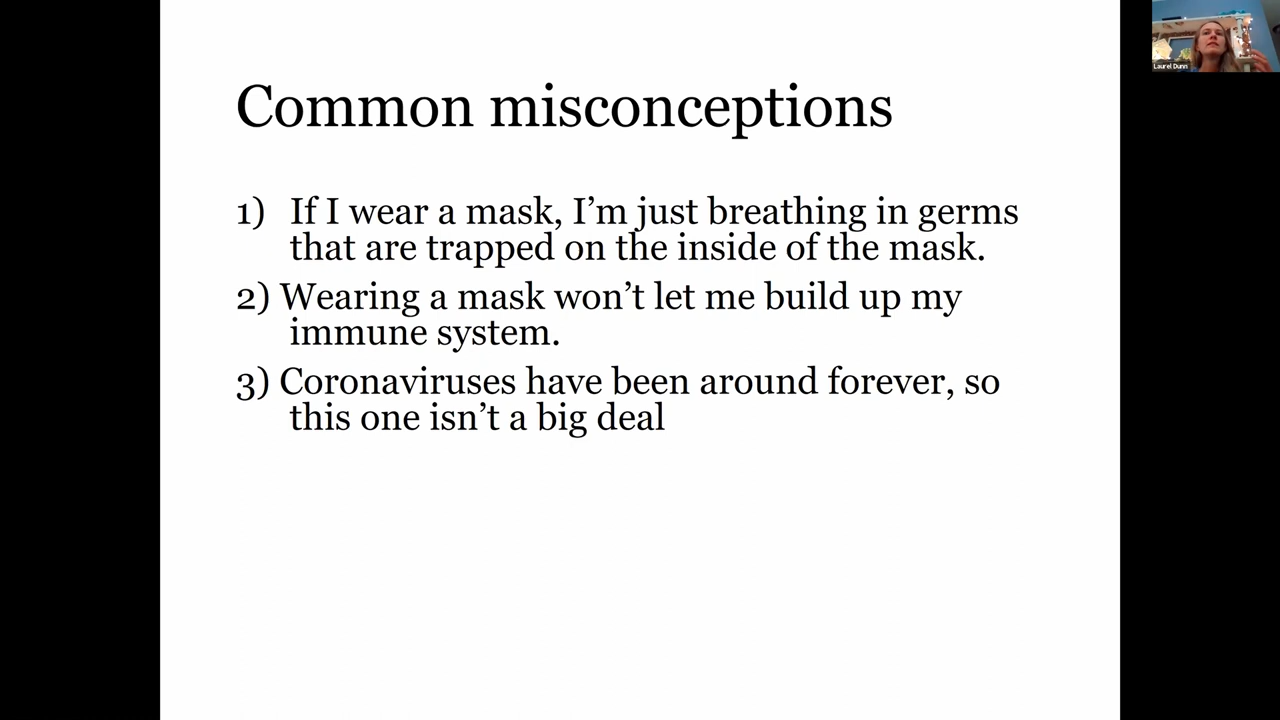 Common misconceptions
1) If I wear a mask, I’m just breathing in germs
that are trapped on the inside of the mask.
2) Wearing a mask won’t let me build up my
immune system.
3) Coronaviruses have been around forever, so
this one isn’t a big deal
Laurel Dunn